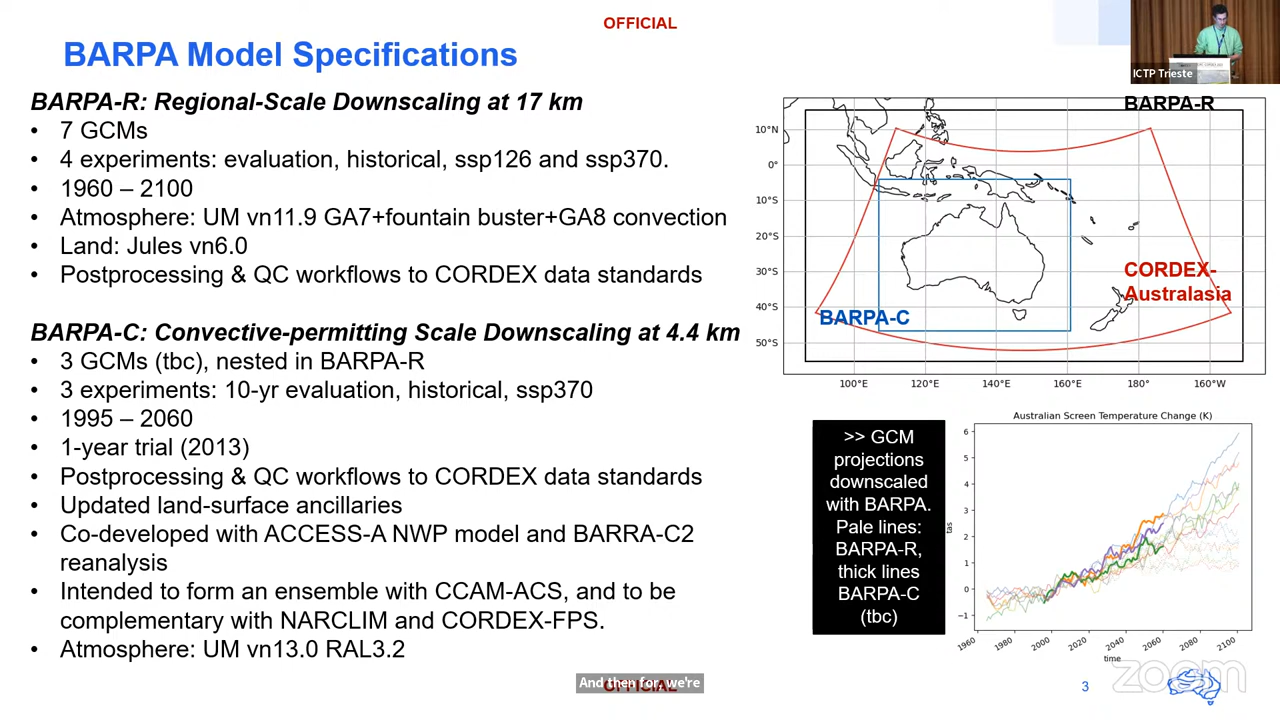 OFFICIAL
BARPA Model Specifications
ICTP Trieste
BARPA-R: Regional-Scale Downscaling at 17 km
• 7 GCMs
• 4 experiments: evaluation, historical, ssp126 and ssp370.
• 1960 – 2100
• Atmosphere: UM vn11.9 GA7+fountain buster+GA8 convection
• Land: Jules vn6.0
• Postprocessing & QC workflows to CORDEX data standards
BARPA-C: Convective-permitting Scale Downscaling at 4.4 km
• 3 GCMs (tbc), nested in BARPA-R
• 3 experiments: 10-yr evaluation, historical, ssp370
• 1995 – 2060
• 1-year trial (2013)
• Postprocessing & QC workflows to CORDEX data standards
• Updated land-surface ancillaries
• Co-developed with ACCESS-A NWP model and BARRA-C2
reanalysis
• Intended to form an ensemble with CCAM-ACS, and to be
complementary with NARCLIM and CORDEX-FPS.
• Atmosphere: UM vn13.0 RAL3.2
BARPA-R
10°N
0°
10°S
20°S
30°S
40°S
50°S
CORDEX-
Australasia
BARPA-C
100°E 120°E 140°E 160°E 180° 160°W
>> GCM
projections
downscaled
with BARPA.
Pale lines:
BARPA-R,
thick lines
BARPA-C
(tbc)
Australian Screen Temperature Change (K)
6
5
4
3
2
1
0
−1
tas
1960 1980 2000 2020 2040 2060 2080 2100
time
And then for, we're
OFFICIAL
3
zoom